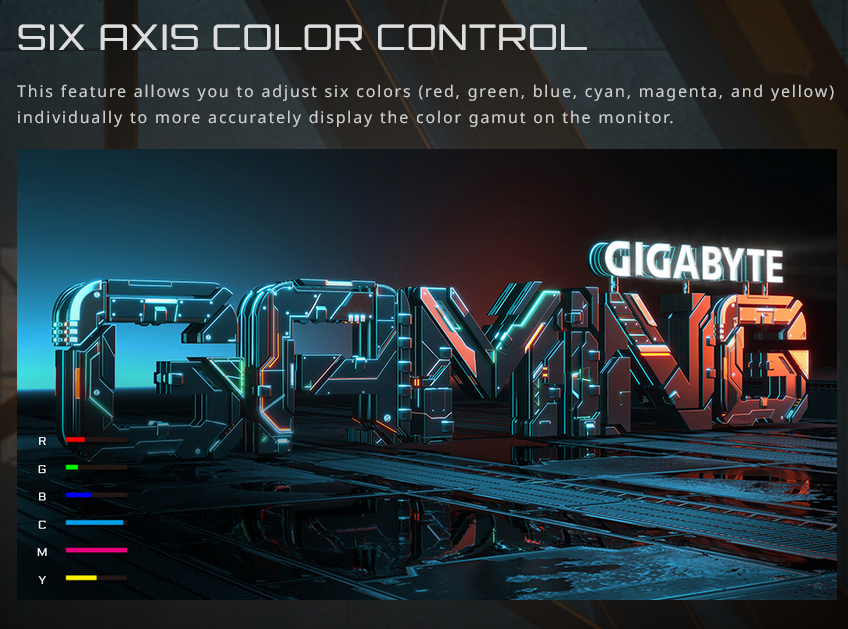 SIX AXIS COLOR CONTROL
This feature allows you to adjust six colors (red, green, blue, cyan, magenta, and yellow)
individually to more accurately display the color gamut on the monitor.
GIGABYTE
GAMING
R
G
B
C
M
Y